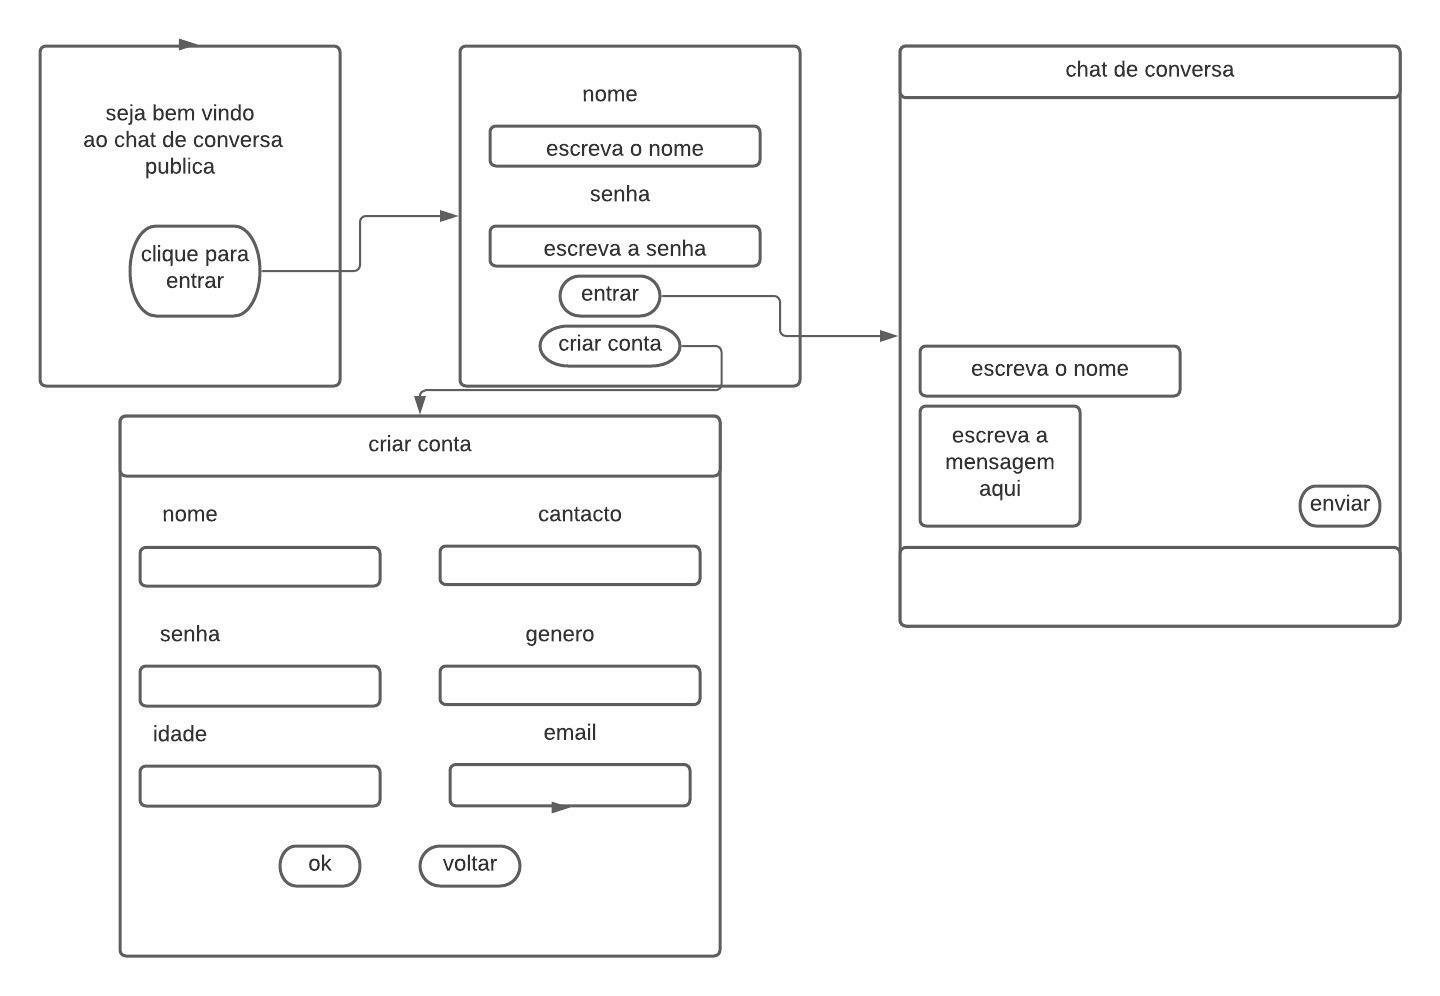 seja bem vindo
ao chat de conversa
publica
clique para
entrar
nome
escreva o nome
senha
escreva a senha
entrar
criar conta
chat de conversa
escreva o nome
escreva a
mensagem
aqui
enviar
criar conta
nome
cantacto
senha
genero
idade
email
ok
voltar